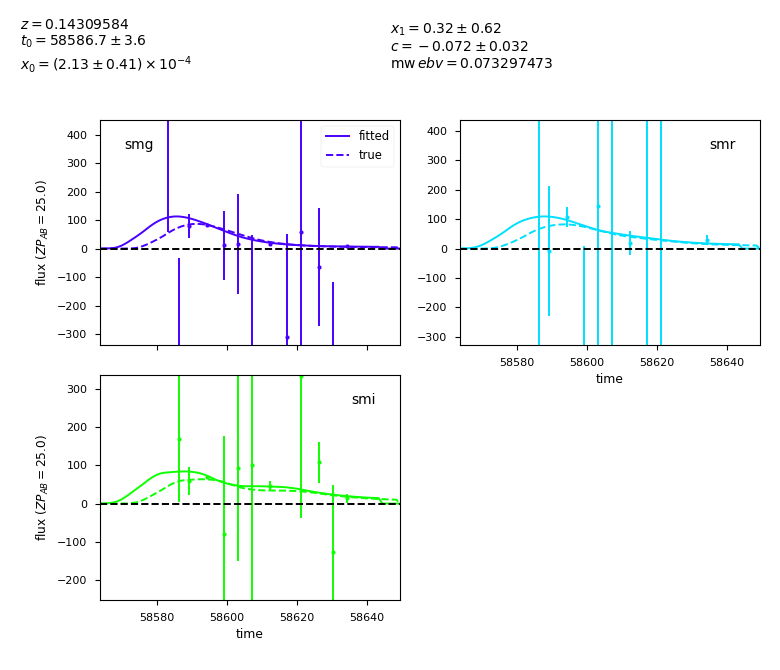 z = 0.14309584
t₀ = 58586.7 ± 3.6
x₀ = (2.13 ± 0.41) × 10⁻⁴
x₁ = 0.32 ± 0.62
c = −0.072 ± 0.032
mw ebv = 0.073297473
smg
fitted
true
400
300
200
100
0
−100
−200
−300
flux (ZP_AB = 25.0)
smr
400
300
200
100
0
−100
−200
−300
58580 58600 58620 58640
time
smi
300
200
100
0
−100
−200
flux (ZP_AB = 25.0)
58580 58600 58620 58640
time